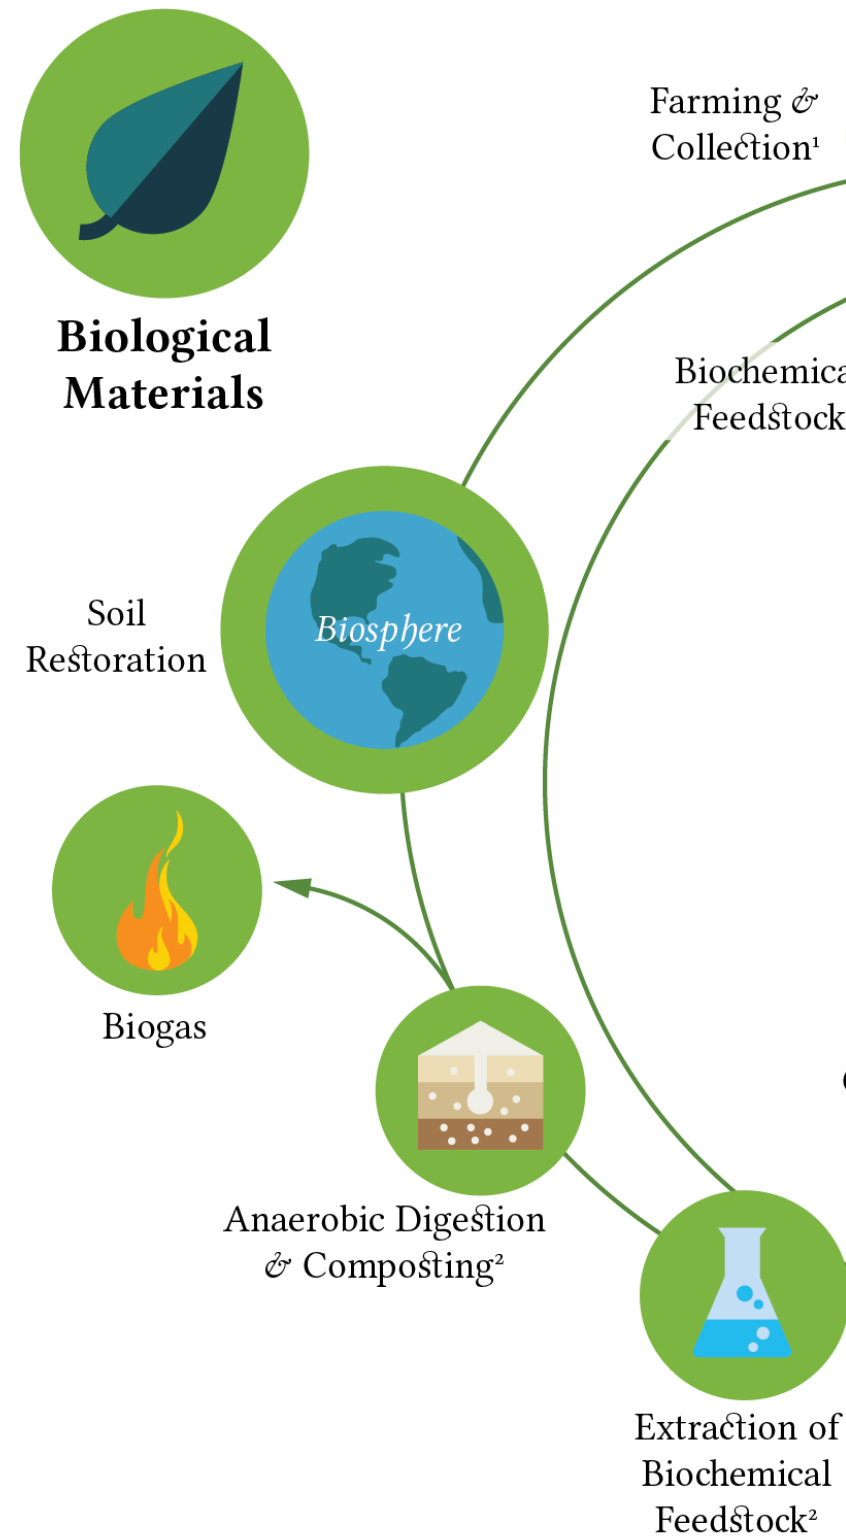 Farming &
Collection¹
Biological
Materials
Biochemica
Feedstock
Soil
Restoration
Biosphere
Biogas
Anaerobic Digestion
& Composting²
Extraction of
Biochemical
Feedstock²